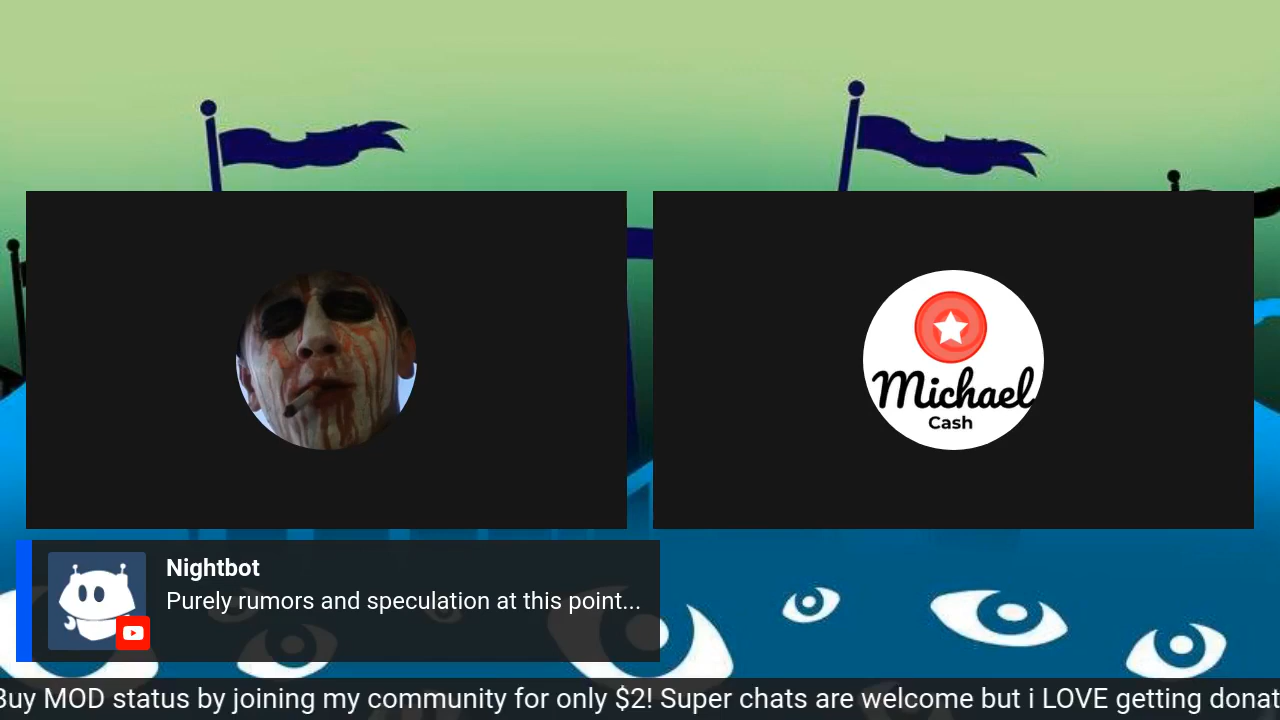 Michael
Cash
Nightbot
Purely rumors and speculation at this point...
Buy MOD status by joining my community for only $2! Super chats are welcome but i LOVE getting donat